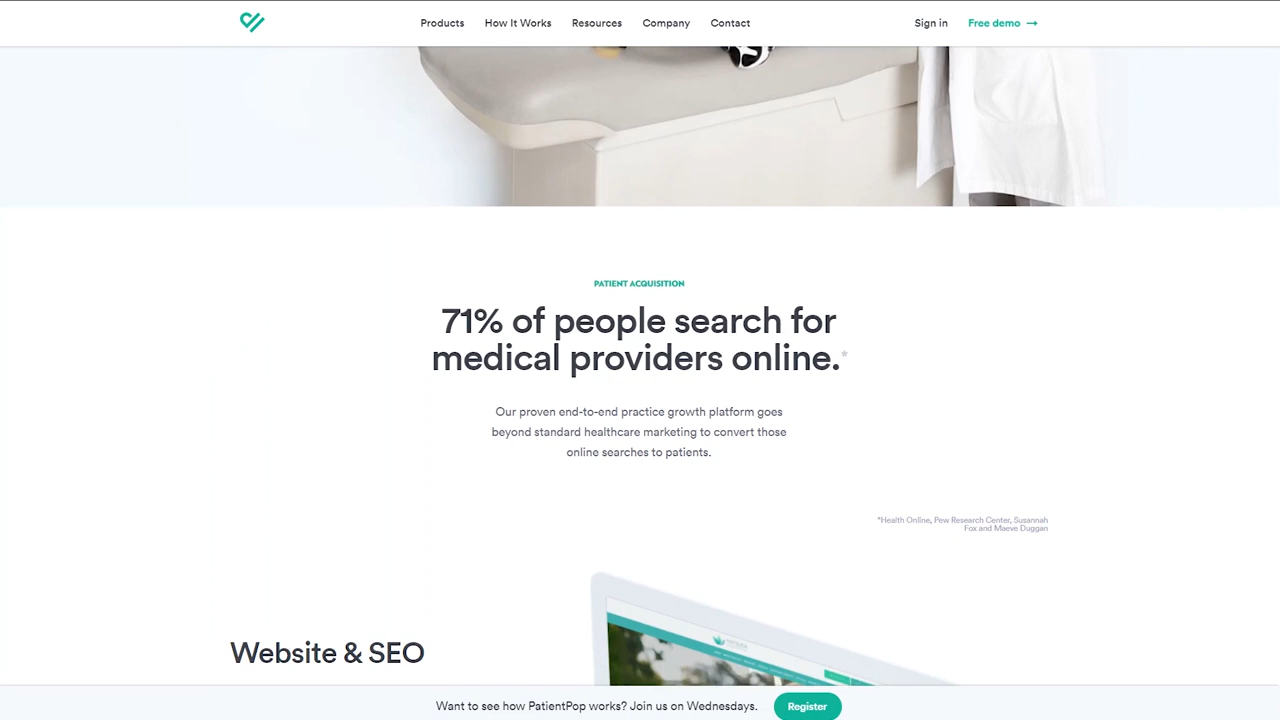 Products How It Works Resources Company Contact Sign in Free demo →
PATIENT ACQUISITION
71% of people search for
medical providers online.*
Our proven end-to-end practice growth platform goes
beyond standard healthcare marketing to convert those
online searches to patients.
*Health Online, Pew Research Center, Susannah
Fox and Maeve Duggan
Website & SEO
Want to see how PatientPop works? Join us on Wednesdays. Register